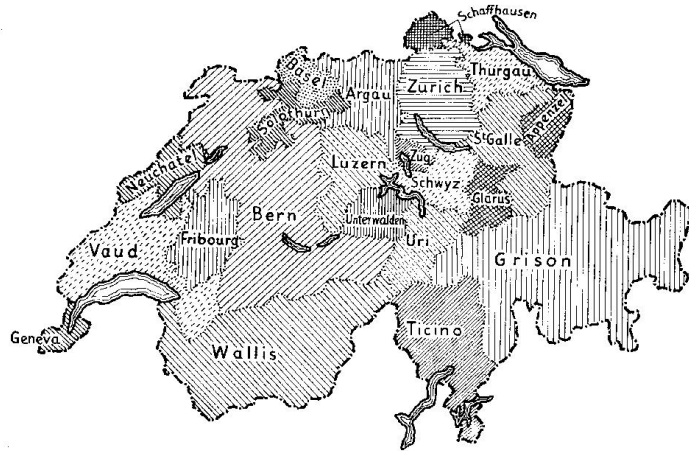 Schaffhausen
Basel
Argau
Zurich
Thurgau
Solothurn
Appenzel
St Galle
Neuchatel
Luzern
Zug
Schwyz
Glarus
Bern
Unterwalden
Fribourg
Uri
Vaud
Grison
Geneva
Wallis
Ticino